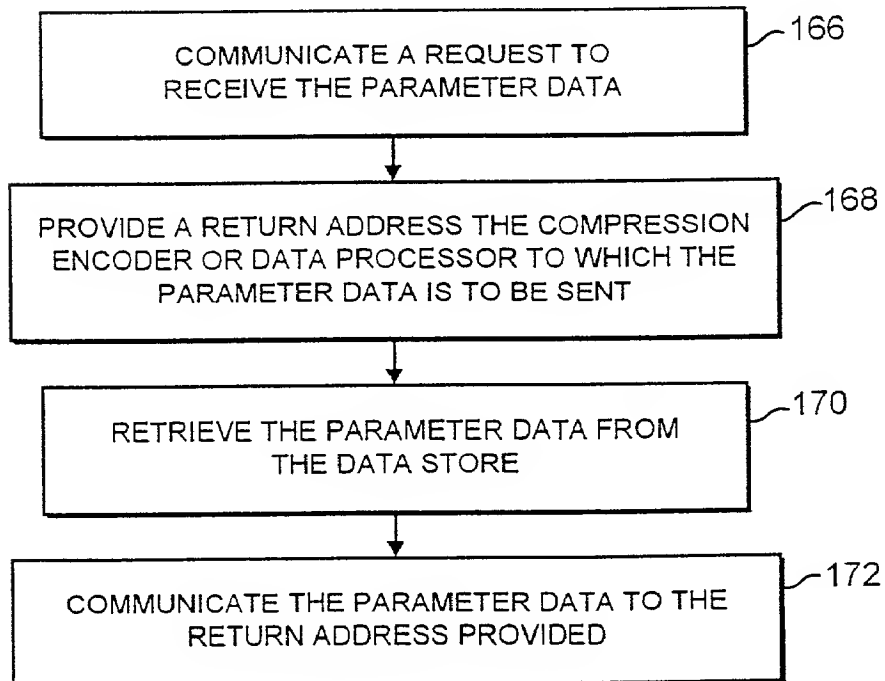 166
COMMUNICATE A REQUEST TO
RECEIVE THE PARAMETER DATA
168
PROVIDE A RETURN ADDRESS THE COMPRESSION
ENCODER OR DATA PROCESSOR TO WHICH THE
PARAMETER DATA IS TO BE SENT
170
RETRIEVE THE PARAMETER DATA FROM
THE DATA STORE
172
COMMUNICATE THE PARAMETER DATA TO THE
RETURN ADDRESS PROVIDED